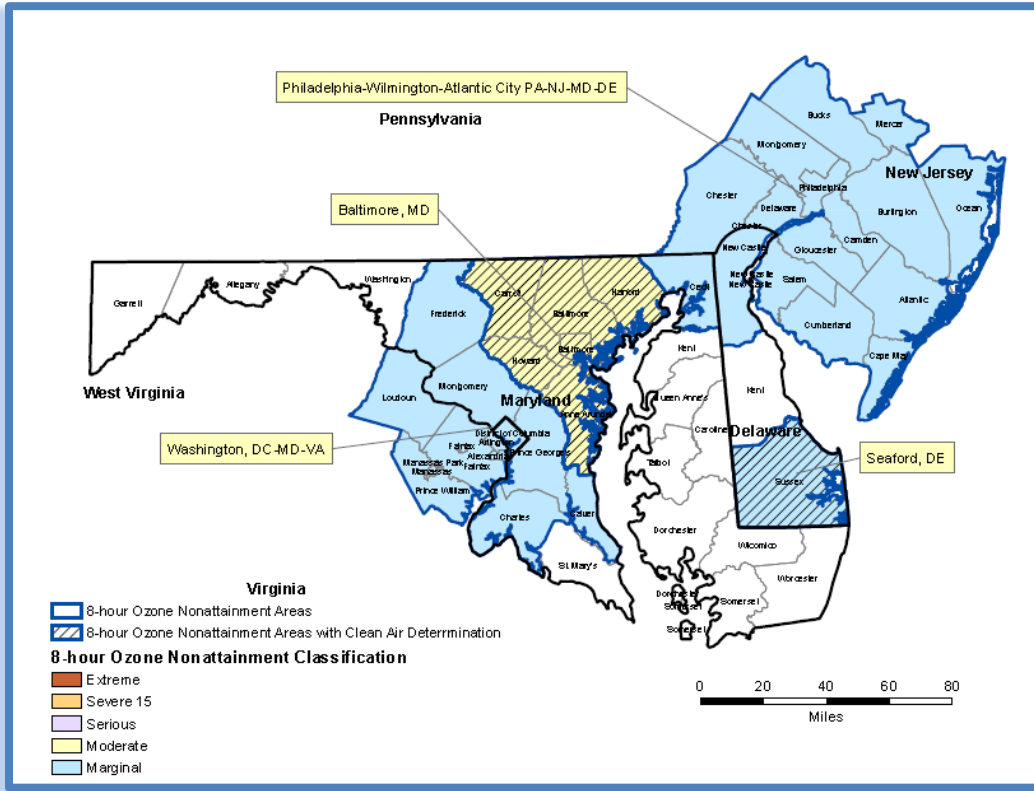 Philadelphia-Wilmington-Atlantic City PA-NJ-MD-DE
Pennsylvania
Bucks
Mercer
Montgomery
New Jersey
Philadelphia
Chester
Delaware
Burlington
Ocean
Baltimore, MD
Chester
Camden
New Castle
Gloucester
Washington
Allegany
Carroll
Harford
Cecil
New Castle
New Castle
Salem
Garrett
Frederick
Baltimore
Atlantic
Cumberland
Baltimore
Kent
Howard
Cape May
West Virginia
Loudoun
Montgomery
Maryland
Kent
Queen Anne's
Anne Arundel
Caroline
Delaware
District of Columbia
Washington, DC-MD-VA
Arlington
Fairfax
Alexandria
Prince George's
Seaford, DE
Manassas Park
Fairfax
Manassas
Talbot
Sussex
Prince William
Charles
Calvert
Dorchester
Wicomico
St. Mary's
Worcester
Virginia
Dorchester
Somerset
Somerset
Somerset
8-hour Ozone Nonattainment Areas
8-hour Ozone Nonattainment Areas with Clean Air Deterrmination
8-hour Ozone Nonattainment Classification
Extreme
Severe 15
Serious
Moderate
Marginal
0 20 40 60 80
Miles